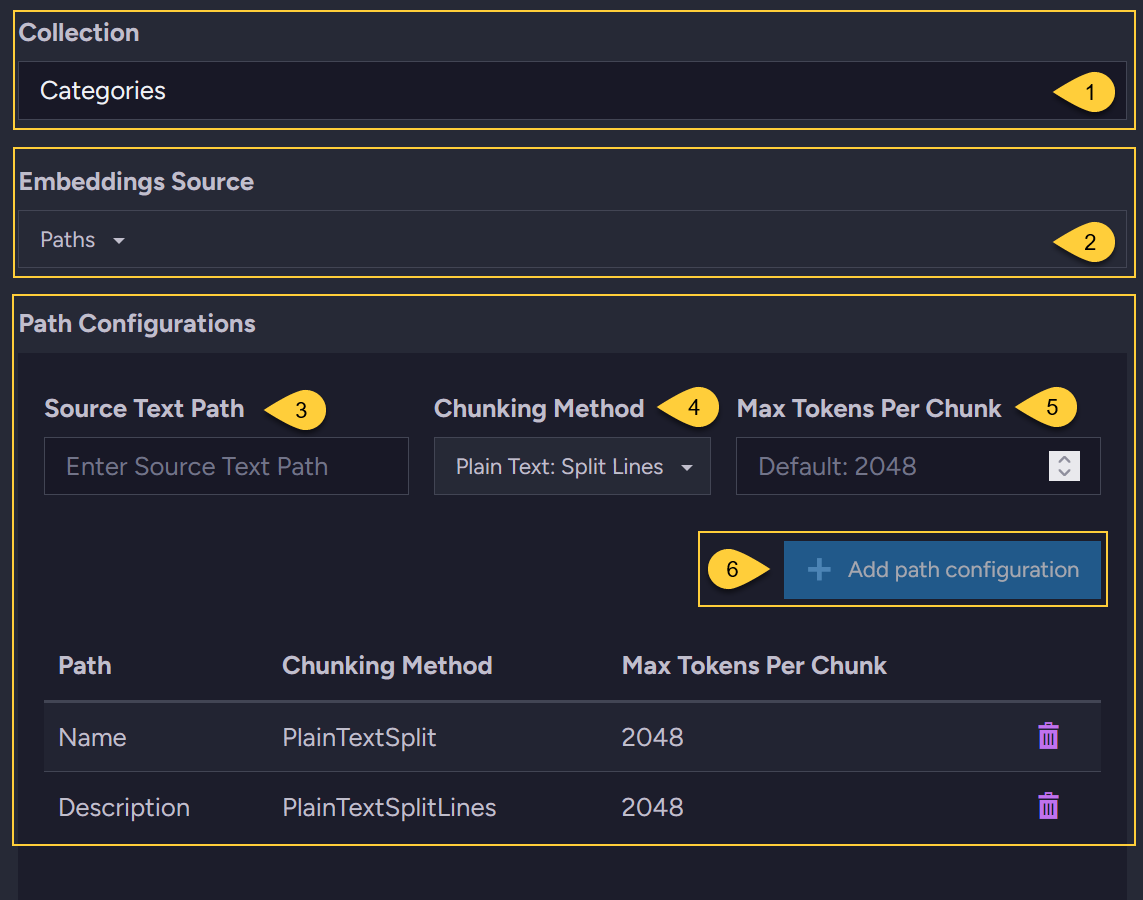 Collection
Categories 1
Embeddings Source
Paths 2
Path Configurations
Source Text Path 3 Chunking Method 4 Max Tokens Per Chunk 5
Enter Source Text Path Plain Text: Split Lines Default: 2048
6 Add path configuration
Path Chunking Method Max Tokens Per Chunk
Name PlainTextSplit 2048
Description PlainTextSplitLines 2048